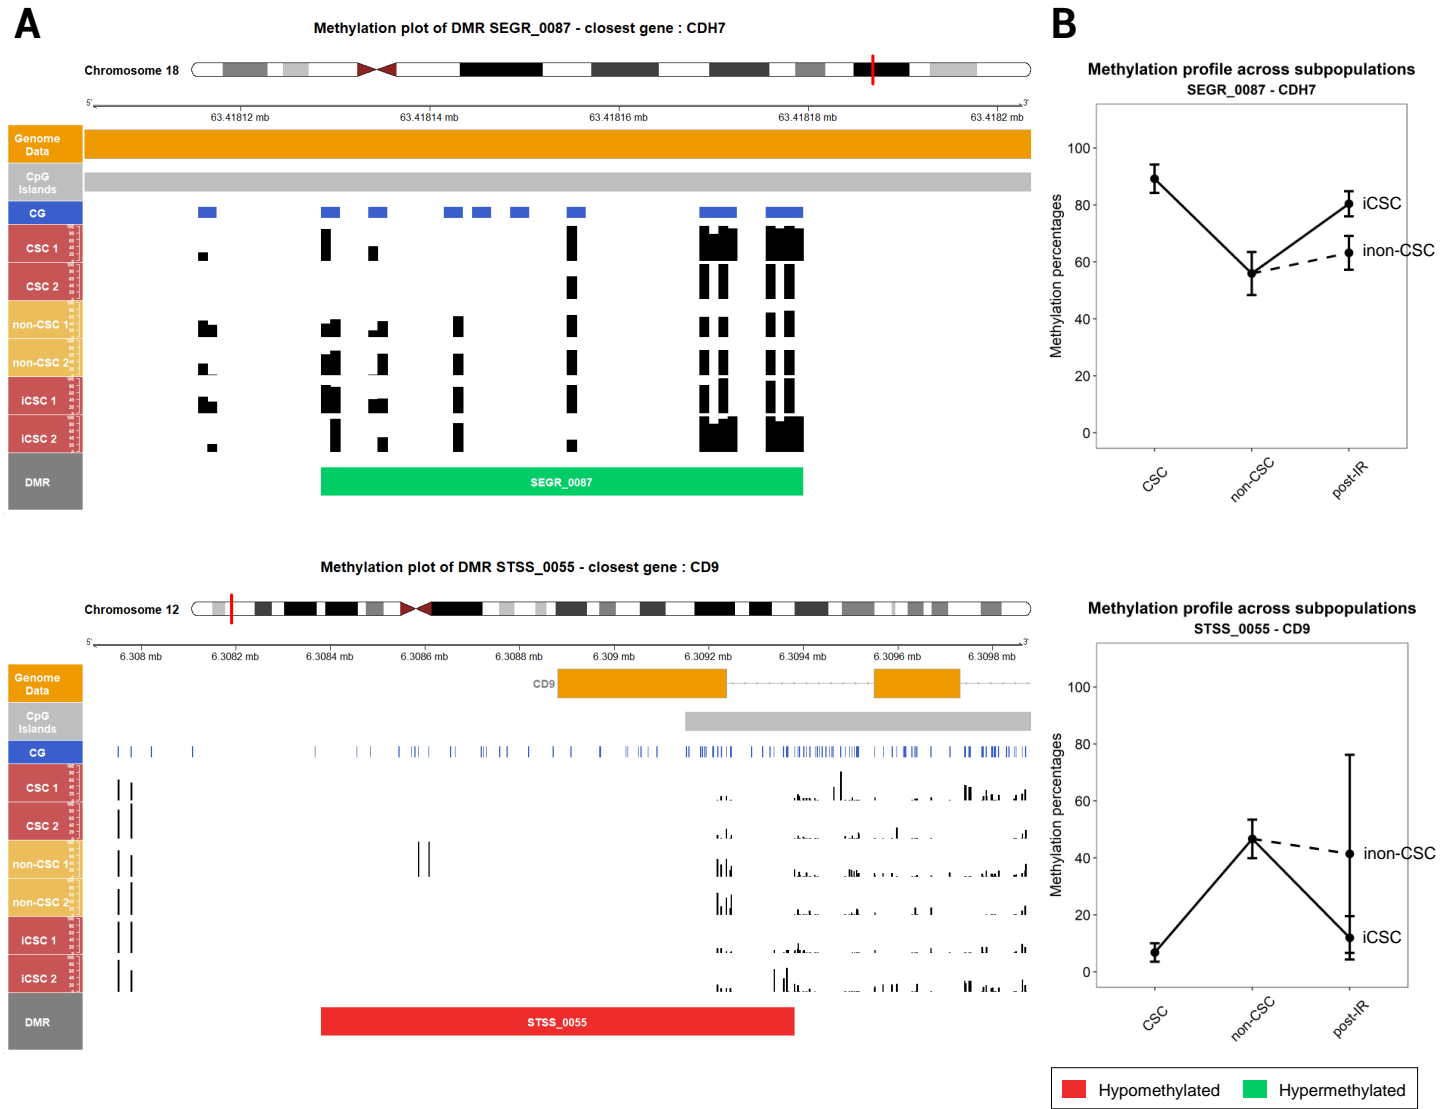 A
Methylation plot of DMR SEGR_0087 - closest gene : CDH7
Chromosome 18
5'
3'
63.41812 mb
63.41814 mb
63.41816 mb
63.41818 mb
63.4182 mb
Genome
Data
CpG
Islands
CG
CSC 1
CSC 2
non-CSC 1
non-CSC 2
iCSC 1
iCSC 2
DMR
SEGR_0087
Methylation plot of DMR STSS_0055 - closest gene : CD9
Chromosome 12
5'
3'
6.308 mb
6.3082 mb
6.3084 mb
6.3086 mb
6.3088 mb
6.309 mb
6.3092 mb
6.3094 mb
6.3096 mb
6.3098 mb
Genome
Data
CD9
CpG
Islands
CG
CSC 1
CSC 2
non-CSC 1
non-CSC 2
iCSC 1
iCSC 2
DMR
STSS_0055
B
Methylation profile across subpopulations
SEGR_0087 - CDH7
Methylation percentages
100
80
60
40
20
0
iCSC
inon-CSC
CSC
non-CSC
post-IR
Methylation profile across subpopulations
STSS_0055 - CD9
Methylation percentages
100
80
60
40
20
0
inon-CSC
iCSC
CSC
non-CSC
post-IR
Hypomethylated
Hypermethylated